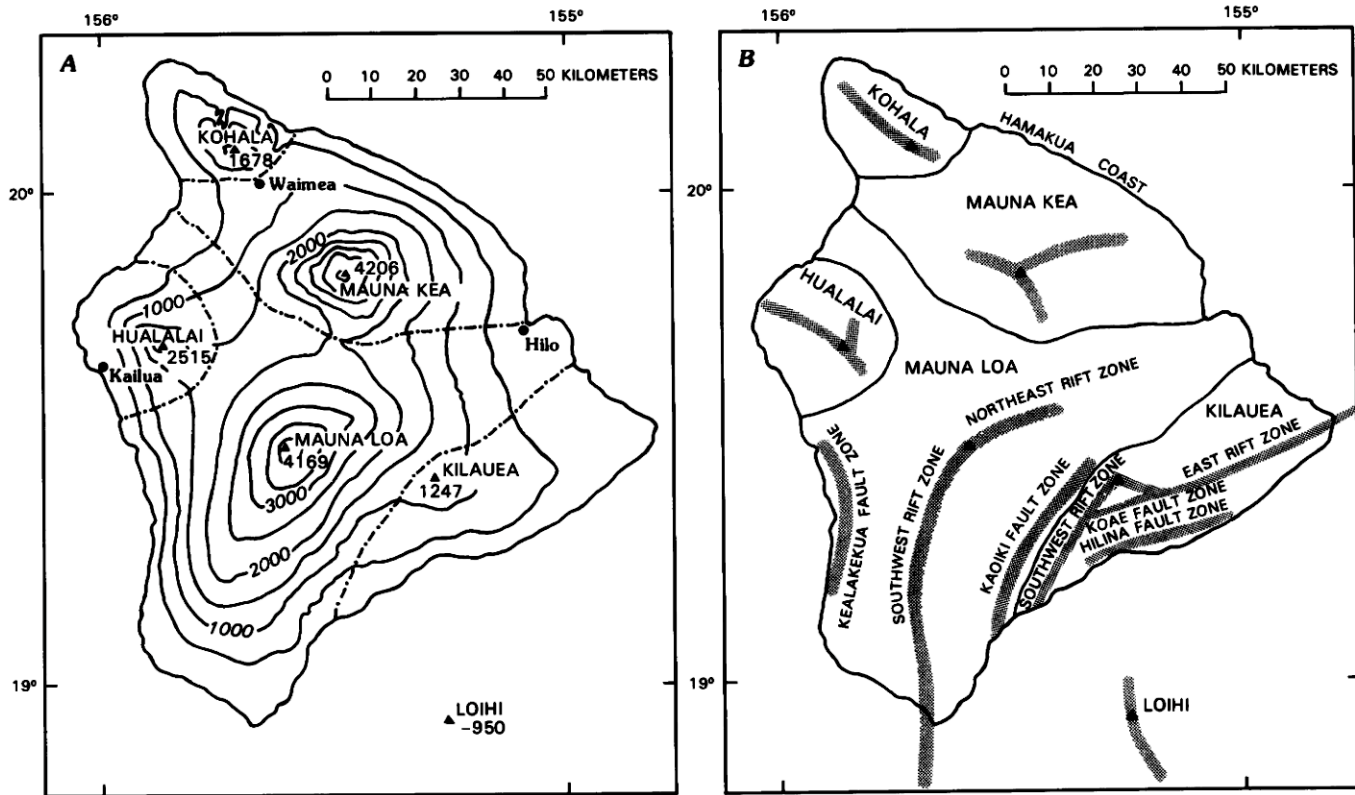 156°
155°
A
0 10 20 30 40 50 KILOMETERS
KOHALA
1678
Waimea
20°
2000
4206
MAUNA KEA
1000
HUALALAI
2515
Hilo
Kailua
MAUNA LOA
4169
KILAUEA
1247
3000
2000
1000
19°
LOIHI
-950
156°
155°
B
0 10 20 30 40 50 KILOMETERS
KOHALA
HAMAKUA COAST
20°
MAUNA KEA
HUALALAI
MAUNA LOA
NORTHEAST RIFT ZONE
KILAUEA
EAST RIFT ZONE
KEALAKEKUA FAULT ZONE
SOUTHWEST RIFT ZONE
KAOIKI FAULT ZONE
SOUTHWEST RIFT ZONE
KOAE FAULT ZONE
HILINA FAULT ZONE
19°
LOIHI